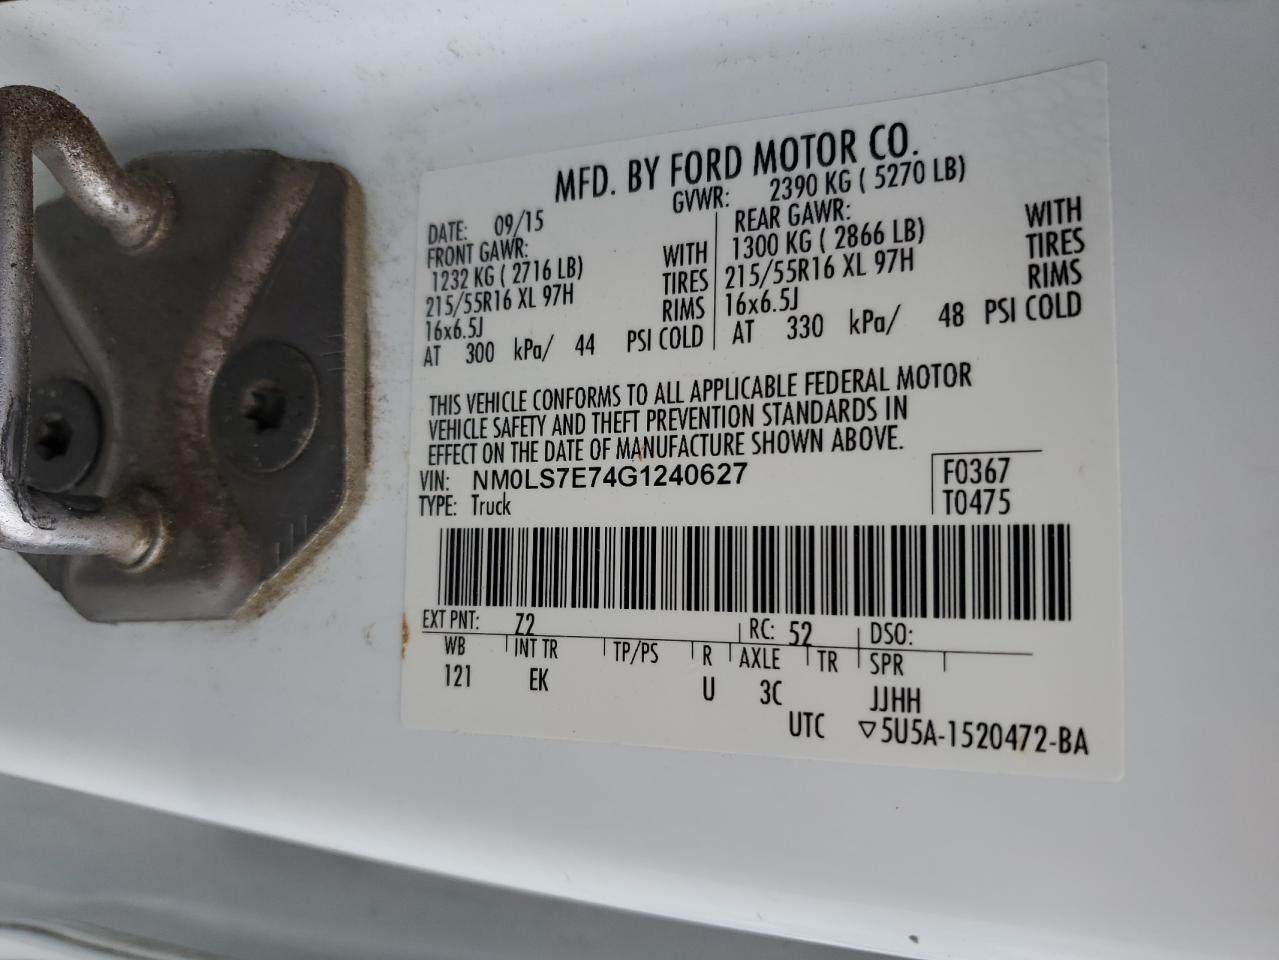 MFD. BY FORD MOTOR CO.
DATE: 09/15 GVWR: 2390 KG ( 5270 LB)
FRONT GAWR: REAR GAWR:
1232 KG ( 2716 LB) WITH 1300 KG ( 2866 LB) WITH
215/55R16 XL 97H TIRES 215/55R16 XL 97H TIRES
16x6.5J RIMS 16x6.5J RIMS
AT 300 kPa/ 44 PSI COLD AT 330 kPa/ 48 PSI COLD
THIS VEHICLE CONFORMS TO ALL APPLICABLE FEDERAL MOTOR
VEHICLE SAFETY AND THEFT PREVENTION STANDARDS IN
EFFECT ON THE DATE OF MANUFACTURE SHOWN ABOVE.
VIN: NM0LS7E74G1240627 F0367
TYPE: Truck T0475
EXT PNT: Z2 RC: 52 DSO:
WB INT TR TP/PS R AXLE TR SPR
121 EK U 3C JJHH
UTC ▽5U5A-1520472-BA